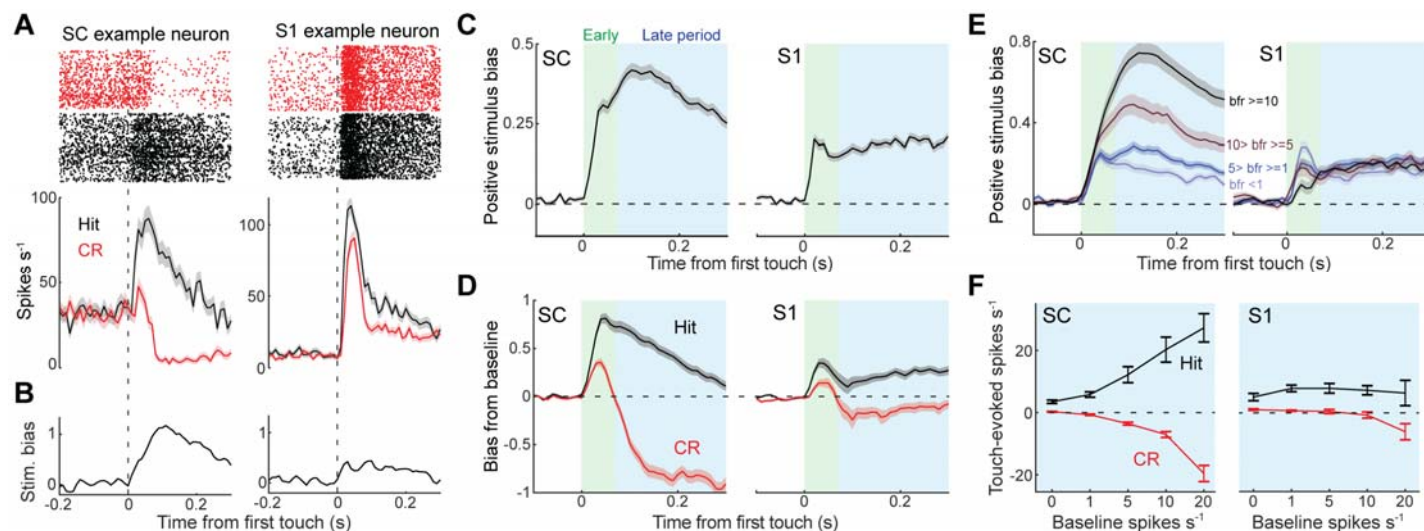 A
SC example neuron
S1 example neuron
Hit
CR
Spikes s-1
100
50
0
100
50
0
B
Stim. bias
1
0
1
0
-0.2 0 0.2
-0.2 0 0.2
Time from first touch (s)
C
Early Late period
SC
S1
Positive stimulus bias
0.5
0.25
0
0 0.2
0 0.2
Time from first touch (s)
D
SC
Hit
CR
S1
Bias from baseline
1
0.5
0
-0.5
-1
0 0.2
0 0.2
Time from first touch (s)
E
SC
S1
Positive stimulus bias
0.8
0.4
0
bfr >=10
10> bfr >=5
5> bfr >=1
bfr <1
0 0.2
0 0.2
Time from first touch (s)
F
SC
Hit
CR
S1
Touch-evoked spikes s-1
20
0
-20
0 1 5 10 20
0 1 5 10 20
Baseline spikes s-1
Baseline spikes s-1